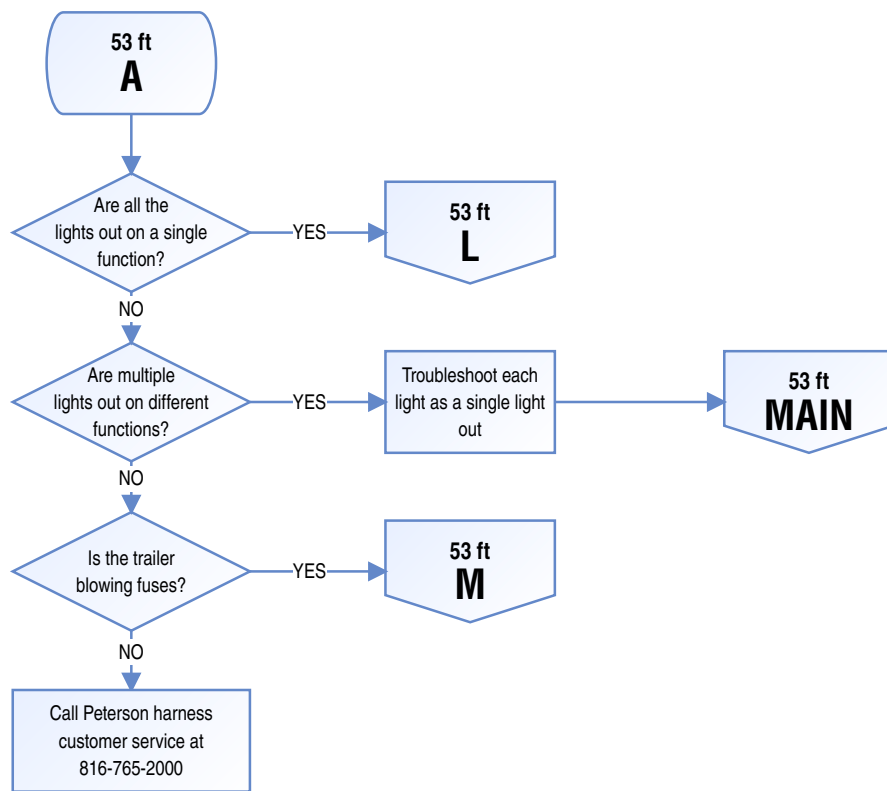 53 ft
A
Are all the
lights out on a single
function?
YES
53 ft
L
NO
Are multiple
lights out on different
functions?
YES
Troubleshoot each
light as a single light
out
53 ft
MAIN
NO
Is the trailer
blowing fuses?
YES
53 ft
M
NO
Call Peterson harness
customer service at
816-765-2000